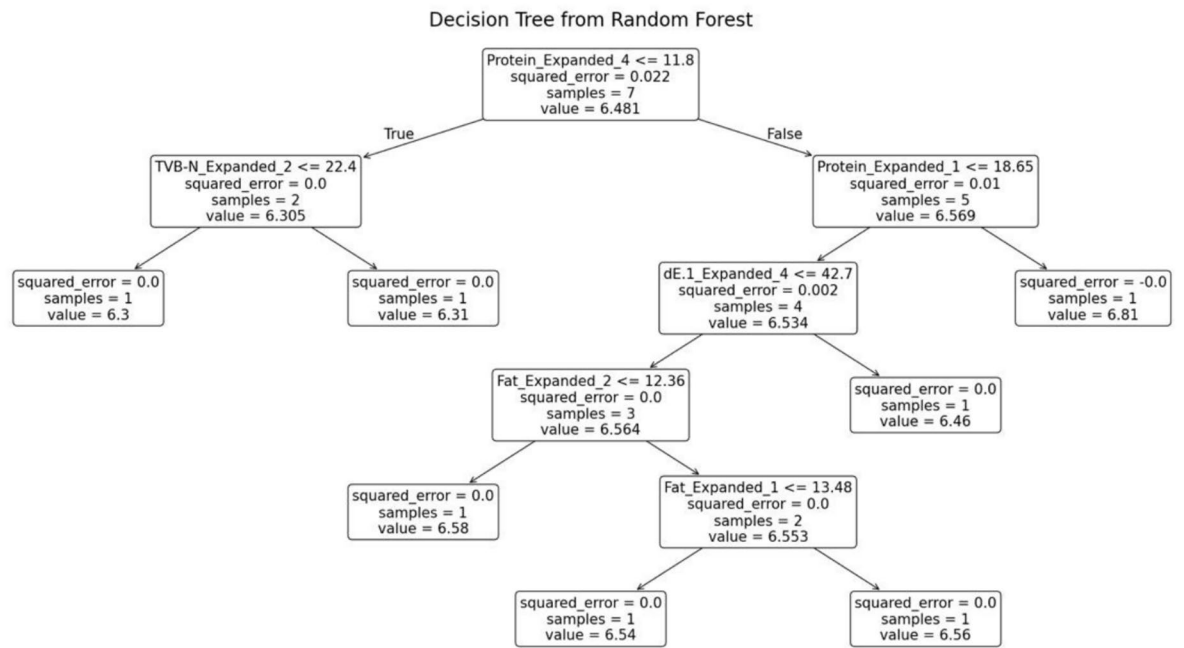 Decision Tree from Random Forest
Protein_Expanded_4 <= 11.8
squared_error = 0.022
samples = 7
value = 6.481
True
False
TVB-N_Expanded_2 <= 22.4
squared_error = 0.0
samples = 2
value = 6.305
Protein_Expanded_1 <= 18.65
squared_error = 0.01
samples = 5
value = 6.569
squared_error = 0.0
samples = 1
value = 6.3
squared_error = 0.0
samples = 1
value = 6.31
dE.1_Expanded_4 <= 42.7
squared_error = 0.002
samples = 4
value = 6.534
squared_error = -0.0
samples = 1
value = 6.81
Fat_Expanded_2 <= 12.36
squared_error = 0.0
samples = 3
value = 6.564
squared_error = 0.0
samples = 1
value = 6.46
squared_error = 0.0
samples = 1
value = 6.58
Fat_Expanded_1 <= 13.48
squared_error = 0.0
samples = 2
value = 6.553
squared_error = 0.0
samples = 1
value = 6.54
squared_error = 0.0
samples = 1
value = 6.56